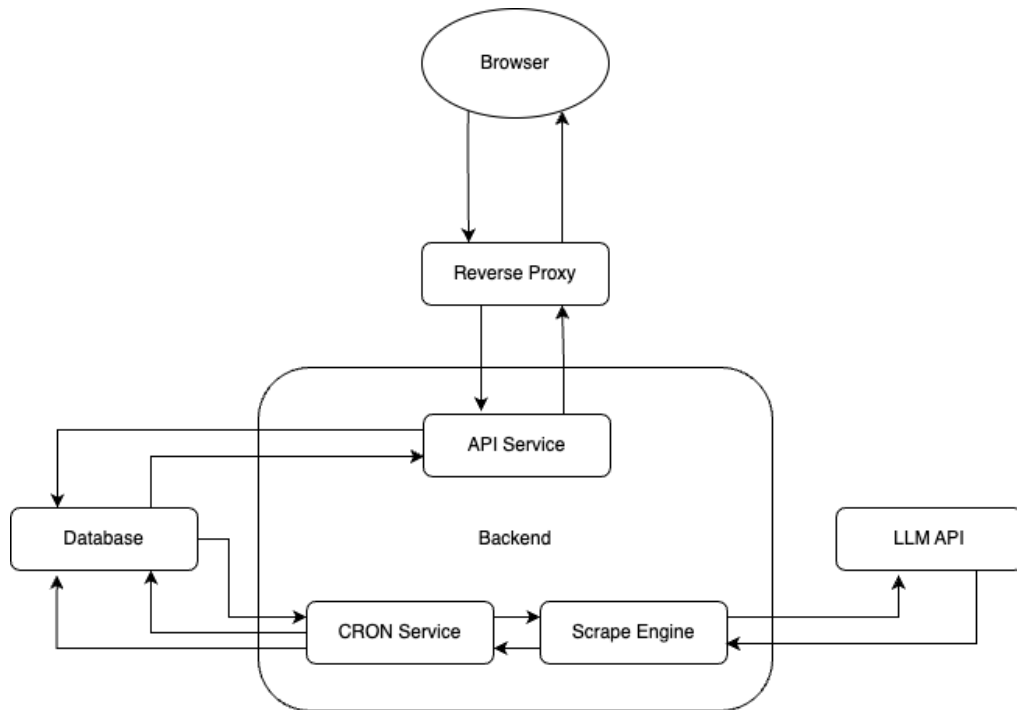 Browser
Reverse Proxy
API Service
Database
Backend
LLM API
CRON Service
Scrape Engine